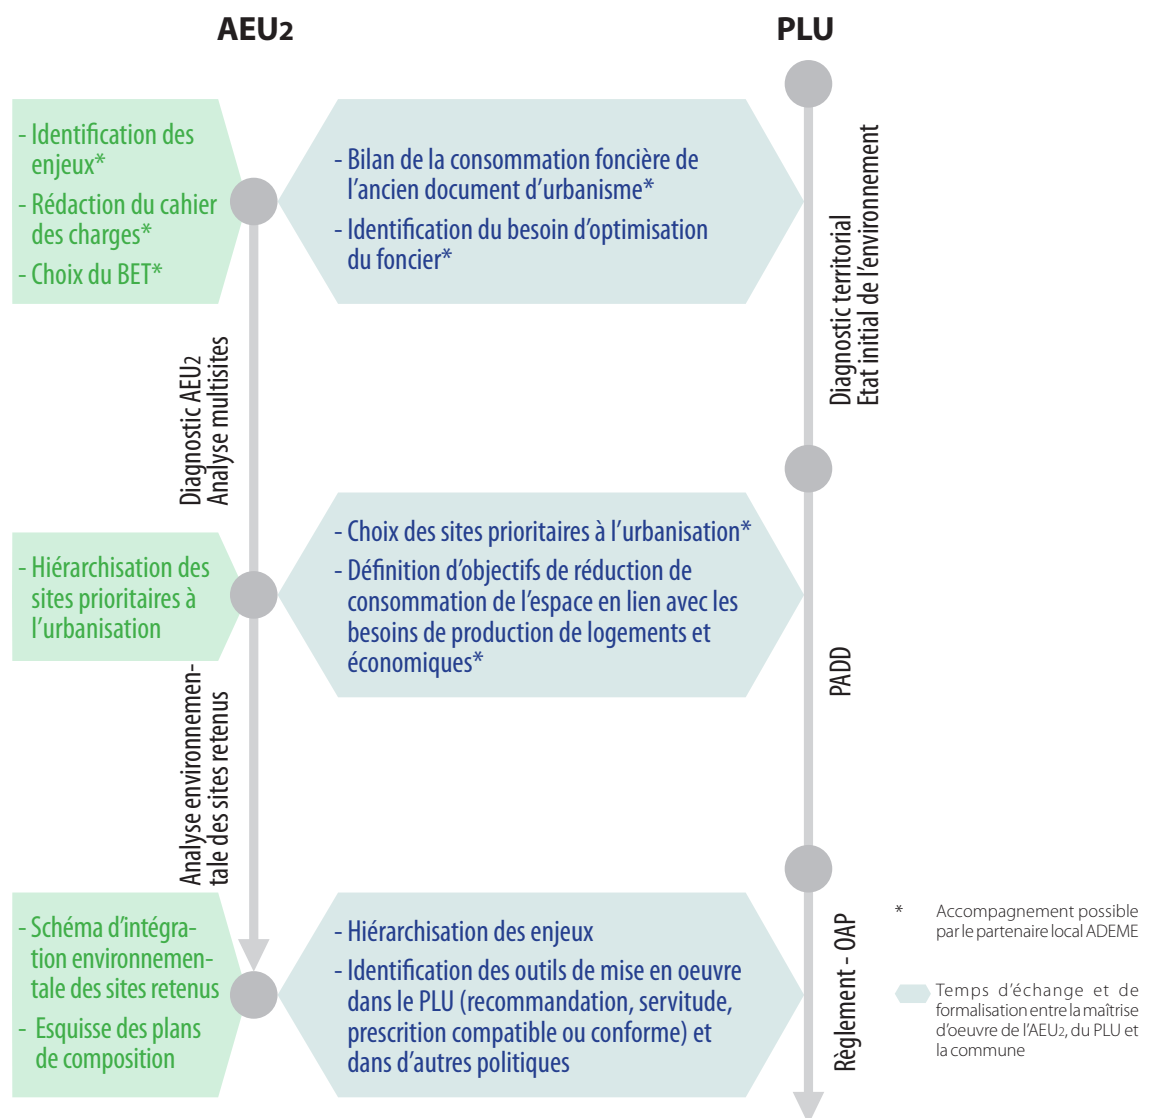 AEU2
PLU
- Identification des
enjeux*
- Rédaction du cahier
des charges*
- Choix du BET*
- Bilan de la consommation foncière de
l'ancien document d'urbanisme*
- Identification du besoin d'optimisation
du foncier*
Diagnostic territorial
Etat initial de l'environnement
Diagnostic AEU2
Analyse multisites
- Hiérarchisation des
sites prioritaires à
l'urbanisation
- Choix des sites prioritaires à l'urbanisation*
- Définition d'objectifs de réduction de
consommation de l'espace en lien avec les
besoins de production de logements et
économiques*
PADD
Analyse environnemen-
tale des sites retenus
- Schéma d'intégra-
tion environnemen-
tale des sites retenus
- Esquisse des plans
de composition
- Hiérarchisation des enjeux
- Identification des outils de mise en oeuvre
dans le PLU (recommandation, servitude,
prescription compatible ou conforme) et
dans d'autres politiques
Règlement - OAP
* Accompagnement possible
par le partenaire local ADEME
Temps d'échange et de
formalisation entre la maîtrise
d'oeuvre de l'AEU2, du PLU et
la commune